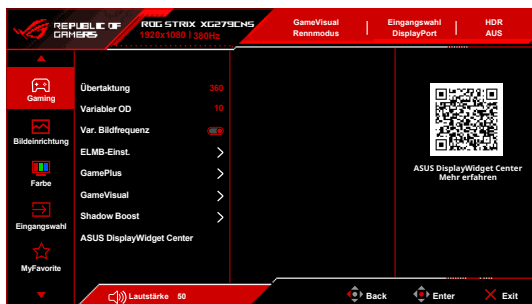 REPUBLIC OF
GAMERS
ROG STRIX XG279CNS
1920x1080 | 380Hz
GameVisual
Rennmodus
Eingangswahl
DisplayPort
HDR
AUS
Gaming
Bildeinrichtung
Farbe
Eingangswahl
MyFavorite
Übertaktung 360
Variabler OD 10
Var. Bildfrequenz
ELMB-Einst.
GamePlus
GameVisual
Shadow Boost
ASUS DisplayWidget Center
ASUS DisplayWidget Center
Mehr erfahren
Lautstärke 50
Back
Enter
Exit